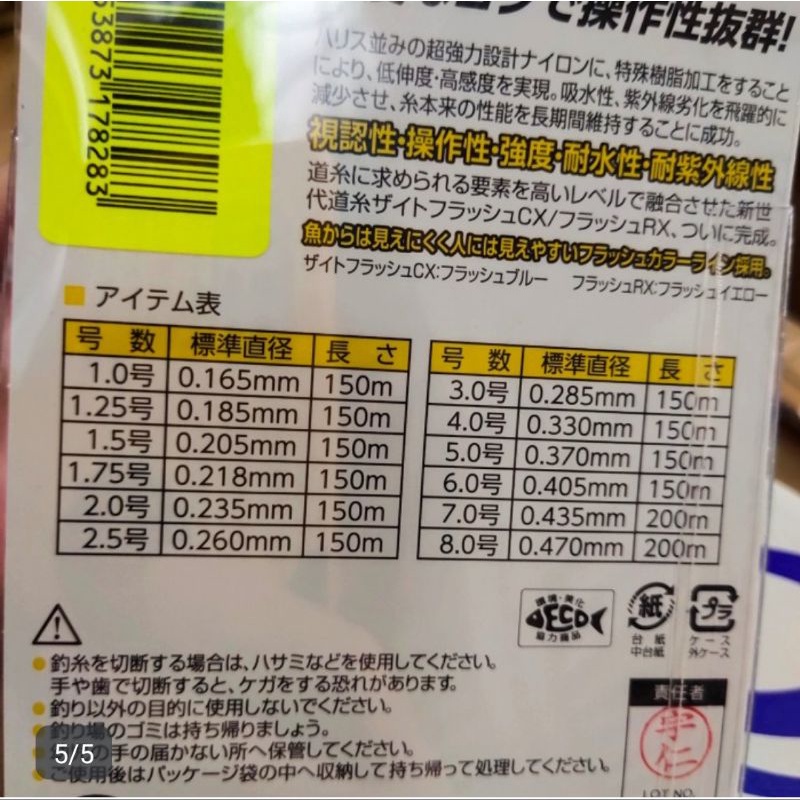 で操作性抜群!
53873 178283
ハリス並みの超強力設計ナイロンに、特殊樹脂加工をすること
により、低伸度・高感度を実現。吸水性、紫外線劣化を飛躍的に
減少させ、糸本来の性能を長期間維持することに成功。
視認性・操作性・強度・耐水性・耐紫外線性
道糸に求められる要素を高いレベルで融合させた新世
代道糸ザイトフラッシュCX/フラッシュRX、ついに完成。
魚からは見えにくく人には見えやすいフラッシュカラーライン採用。
ザイトフラッシュCX:フラッシュブルー フラッシュRX:フラッシュイエロー
アイテム表
号 数 標準直径 長 さ
1.0号 0.165mm 150m
1.25号 0.185mm 150m
1.5号 0.205mm 150m
1.75号 0.218mm 150m
2.0号 0.235mm 150m
2.5号 0.260mm 150m
号 数 標準直径 長 さ
3.0号 0.285mm 150m
4.0号 0.330mm 150m
5.0号 0.370mm 150m
6.0号 0.405mm 150m
7.0号 0.435mm 200m
8.0号 0.470mm 200m
環境・美化
ECO
協力商品
紙
台紙
中台紙
プラ
ケース
外ケース
釣糸を切断する場合は、ハサミなどを使用してください。
手や歯で切断すると、ケガをする恐れがあります。
釣り以外の目的に使用しないでください。
釣り場のゴミは持ち帰りましょう。
の手の届かない所へ保管してください。
ご使用後はパッケージ袋の中へ収納して持ち帰って処理してください。
責任者
宇仁
LOT NO.
5/5